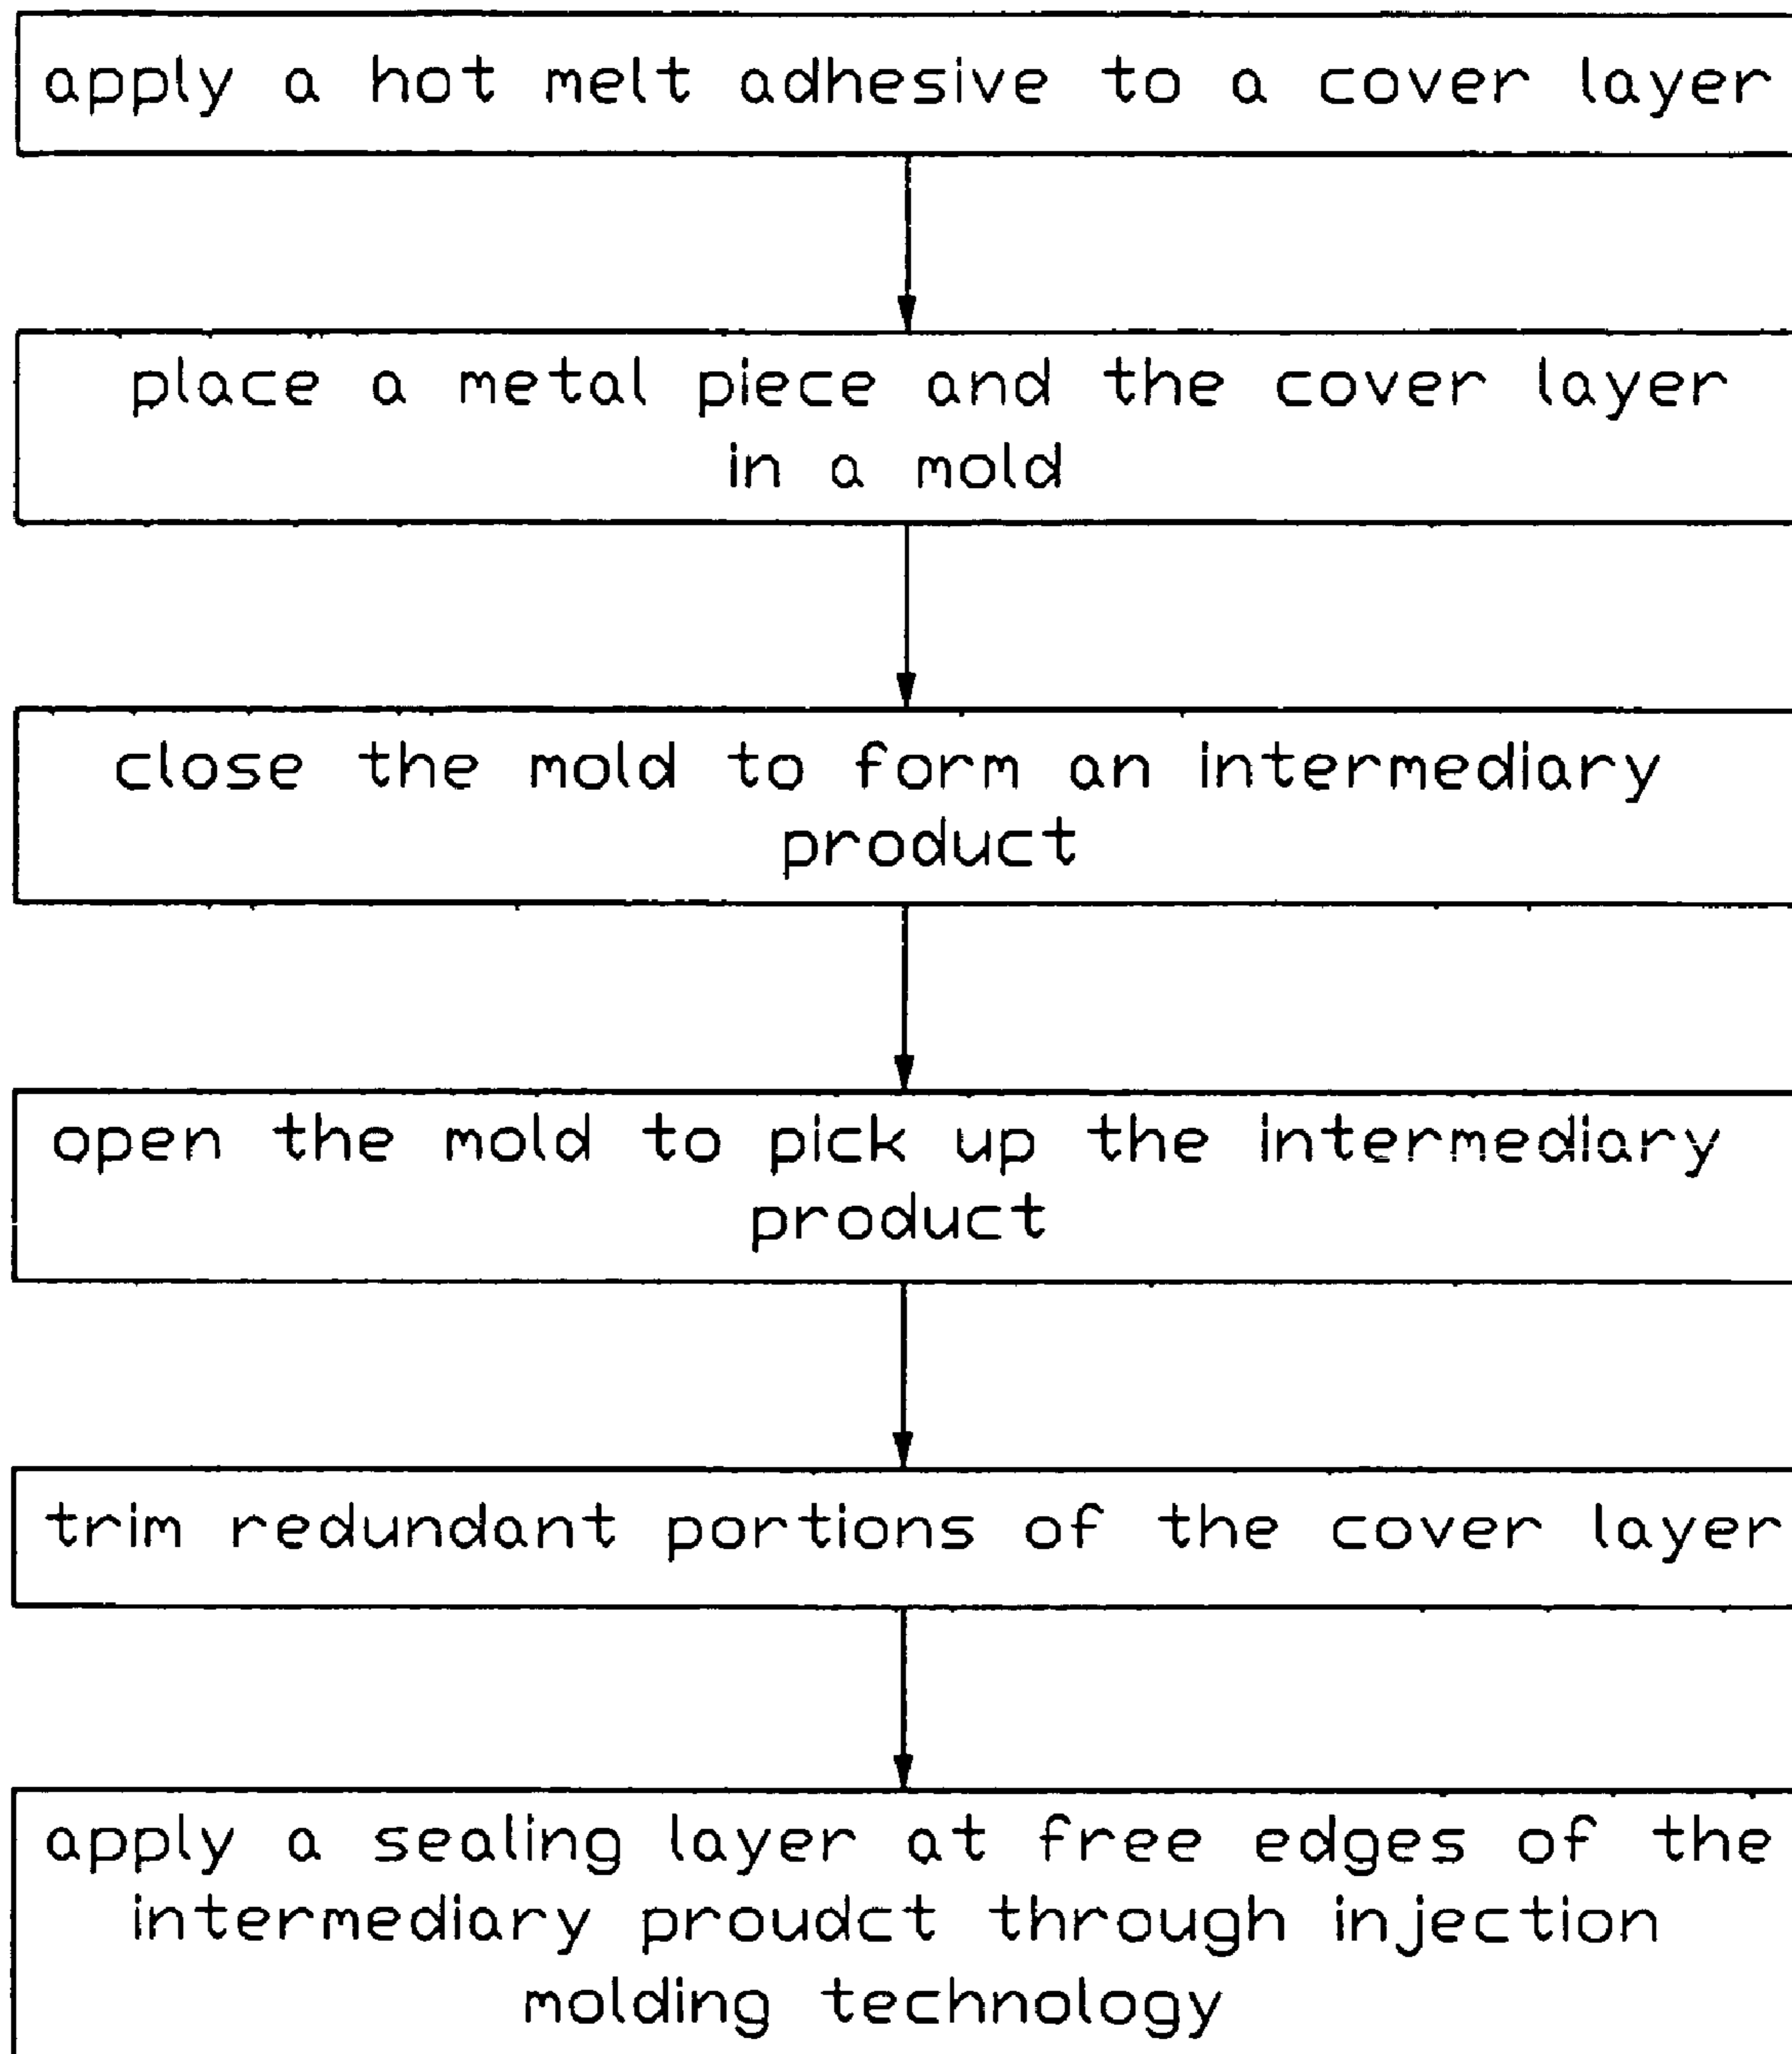 apply a hot melt adhesive to a cover layer
place a metal piece and the cover layer
in a mold
close the mold to form an intermediary
product
open the mold to pick up the intermediary
product
trim redundant portions of the cover layer
apply a sealing layer at free edges of the
intermediary proudct through injection
molding technology